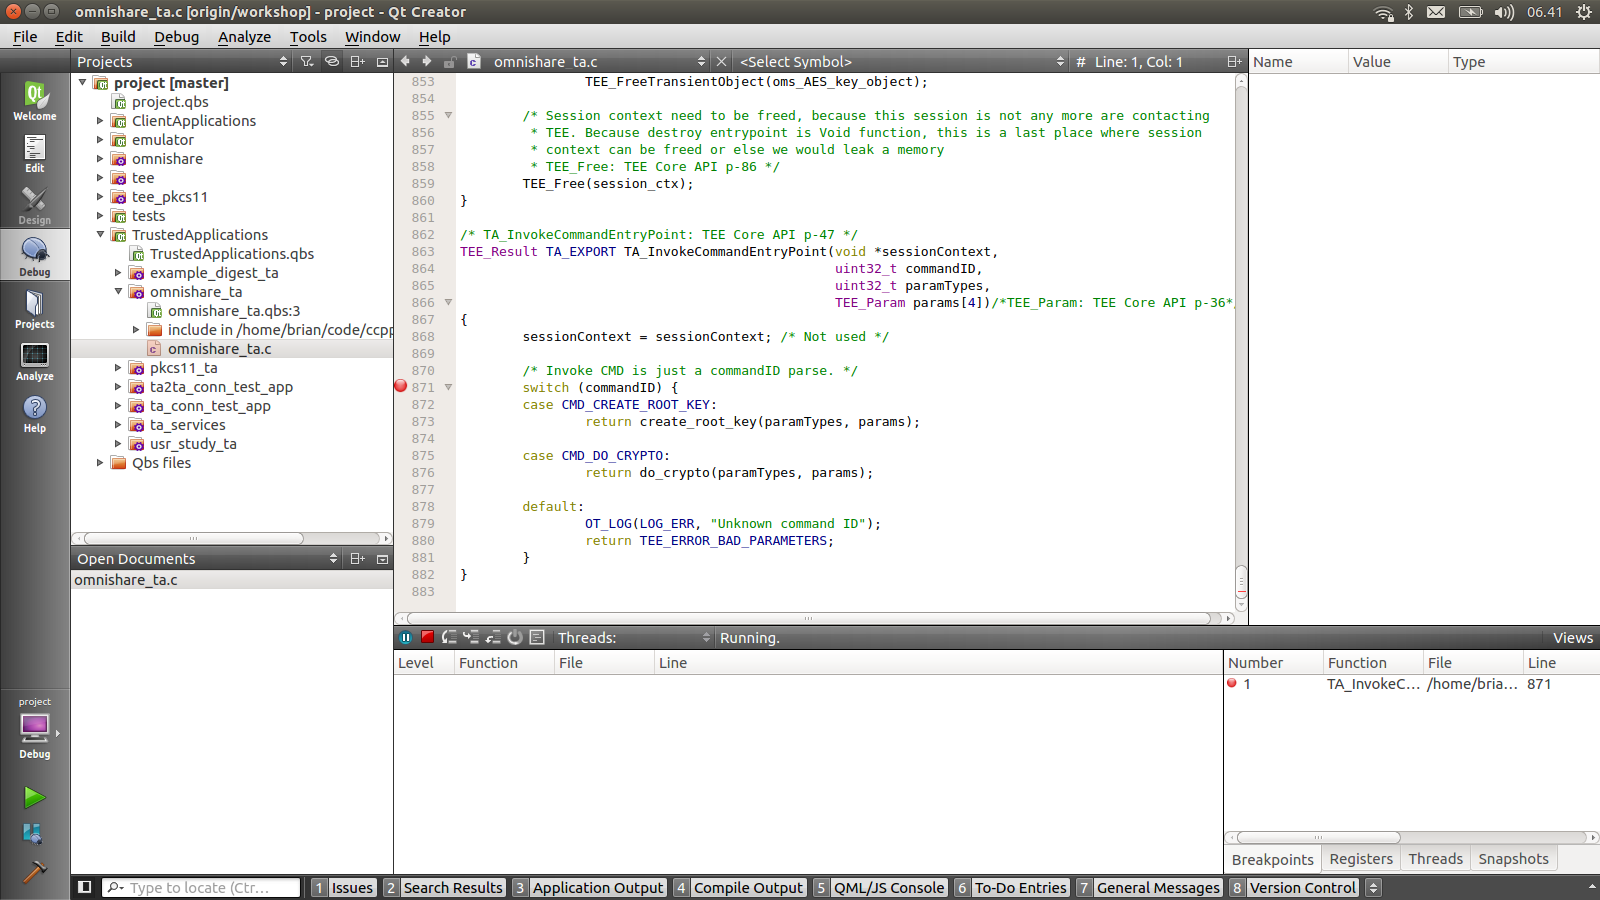 omnishare_ta.c [origin/workshop] - project - Qt Creator
06.41
File Edit Build Debug Analyze Tools Window Help
Projects
omnishare_ta.c
<Select Symbol>
# Line: 1, Col: 1
Name Value Type
Welcome
Edit
Design
Debug
Projects
Analyze
Help
project
Debug
project [master]
project.qbs
ClientApplications
emulator
omnishare
tee
tee_pkcs11
tests
TrustedApplications
TrustedApplications.qbs
example_digest_ta
omnishare_ta
omnishare_ta.qbs:3
include in /home/brian/code/ccpp
omnishare_ta.c
pkcs11_ta
ta2ta_conn_test_app
ta_conn_test_app
ta_services
usr_study_ta
Qbs files
Open Documents
omnishare_ta.c
853 TEE_FreeTransientObject(oms_AES_key_object);
854
855 /* Session context need to be freed, because this session is not any more are contacting
856 * TEE. Because destroy entrypoint is Void function, this is a last place where session
857 * context can be freed or else we would leak a memory
858 * TEE_Free: TEE Core API p-86 */
859 TEE_Free(session_ctx);
860 }
861
862 /* TA_InvokeCommandEntryPoint: TEE Core API p-47 */
863 TEE_Result TA_EXPORT TA_InvokeCommandEntryPoint(void *sessionContext,
864 uint32_t commandID,
865 uint32_t paramTypes,
866 TEE_Param params[4])/*TEE_Param: TEE Core API p-36*
867 {
868 sessionContext = sessionContext; /* Not used */
869
870 /* Invoke CMD is just a commandID parse. */
871 switch (commandID) {
872 case CMD_CREATE_ROOT_KEY:
873 return create_root_key(paramTypes, params);
874
875 case CMD_DO_CRYPTO:
876 return do_crypto(paramTypes, params);
877
878 default:
879 OT_LOG(LOG_ERR, "Unknown command ID");
880 return TEE_ERROR_BAD_PARAMETERS;
881 }
882 }
883
Threads: Running. Views
Level Function File Line
Number Function File Line
1 TA_InvokeC... /home/bria... 871
Breakpoints Registers Threads Snapshots
Type to locate (Ctr...
1 Issues 2 Search Results 3 Application Output 4 Compile Output 5 QML/JS Console 6 To-Do Entries 7 General Messages 8 Version Control